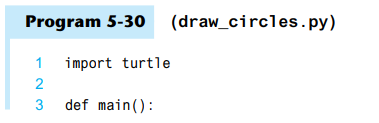 Program 5-30 (draw_circles.py)
1 import turtle
2
3 def main():